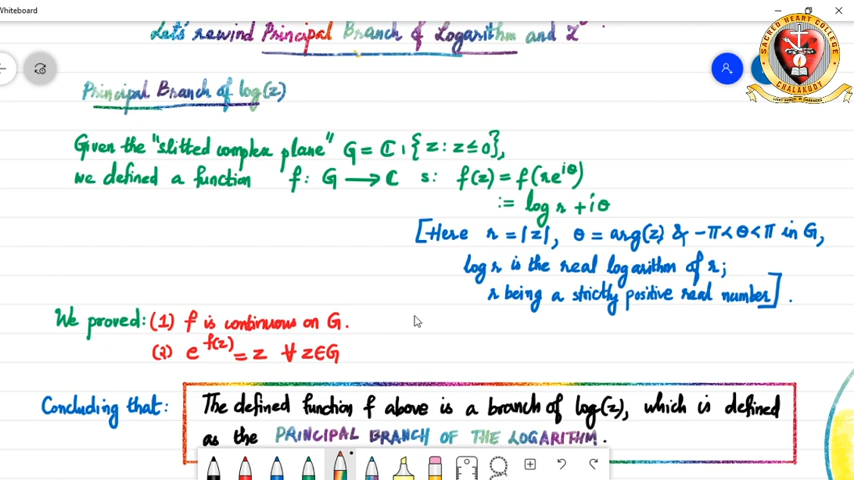 Whiteboard
Let's rewind Principal Branch of Logarithm and z
SACRED HEART COLLEGE
CHALAKUDY
Principal Branch of log(z)
Given the "slitted complex plane" G = ℂ \ {z : z ≤ 0},
we defined a function f : G → ℂ s: f(z) = f(re^{iθ})
:= log r + iθ
[Here r = |z|, θ = arg(z) & -π < θ < π in G,
log r is the real logarithm of r;
r being a strictly positive real number].
We proved: (1) f is continuous on G.
(2) e^{f(z)} = z ∀ z∈G
Concluding that: The defined function f above is a branch of log(z), which is defined
as the PRINCIPAL BRANCH OF THE LOGARITHM.